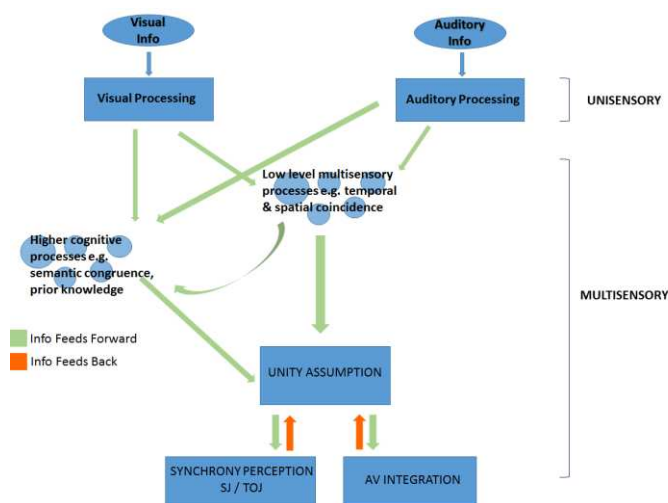 Visual
Info
Auditory
Info
Visual Processing
Auditory Processing
UNISENSORY
Low level multisensory
processes e.g. temporal
& spatial coincidence
Higher cognitive
processes e.g.
semantic congruence,
prior knowledge
MULTISENSORY
Info Feeds Forward
Info Feeds Back
UNITY ASSUMPTION
SYNCHRONY PERCEPTION
SJ / TOJ
AV INTEGRATION